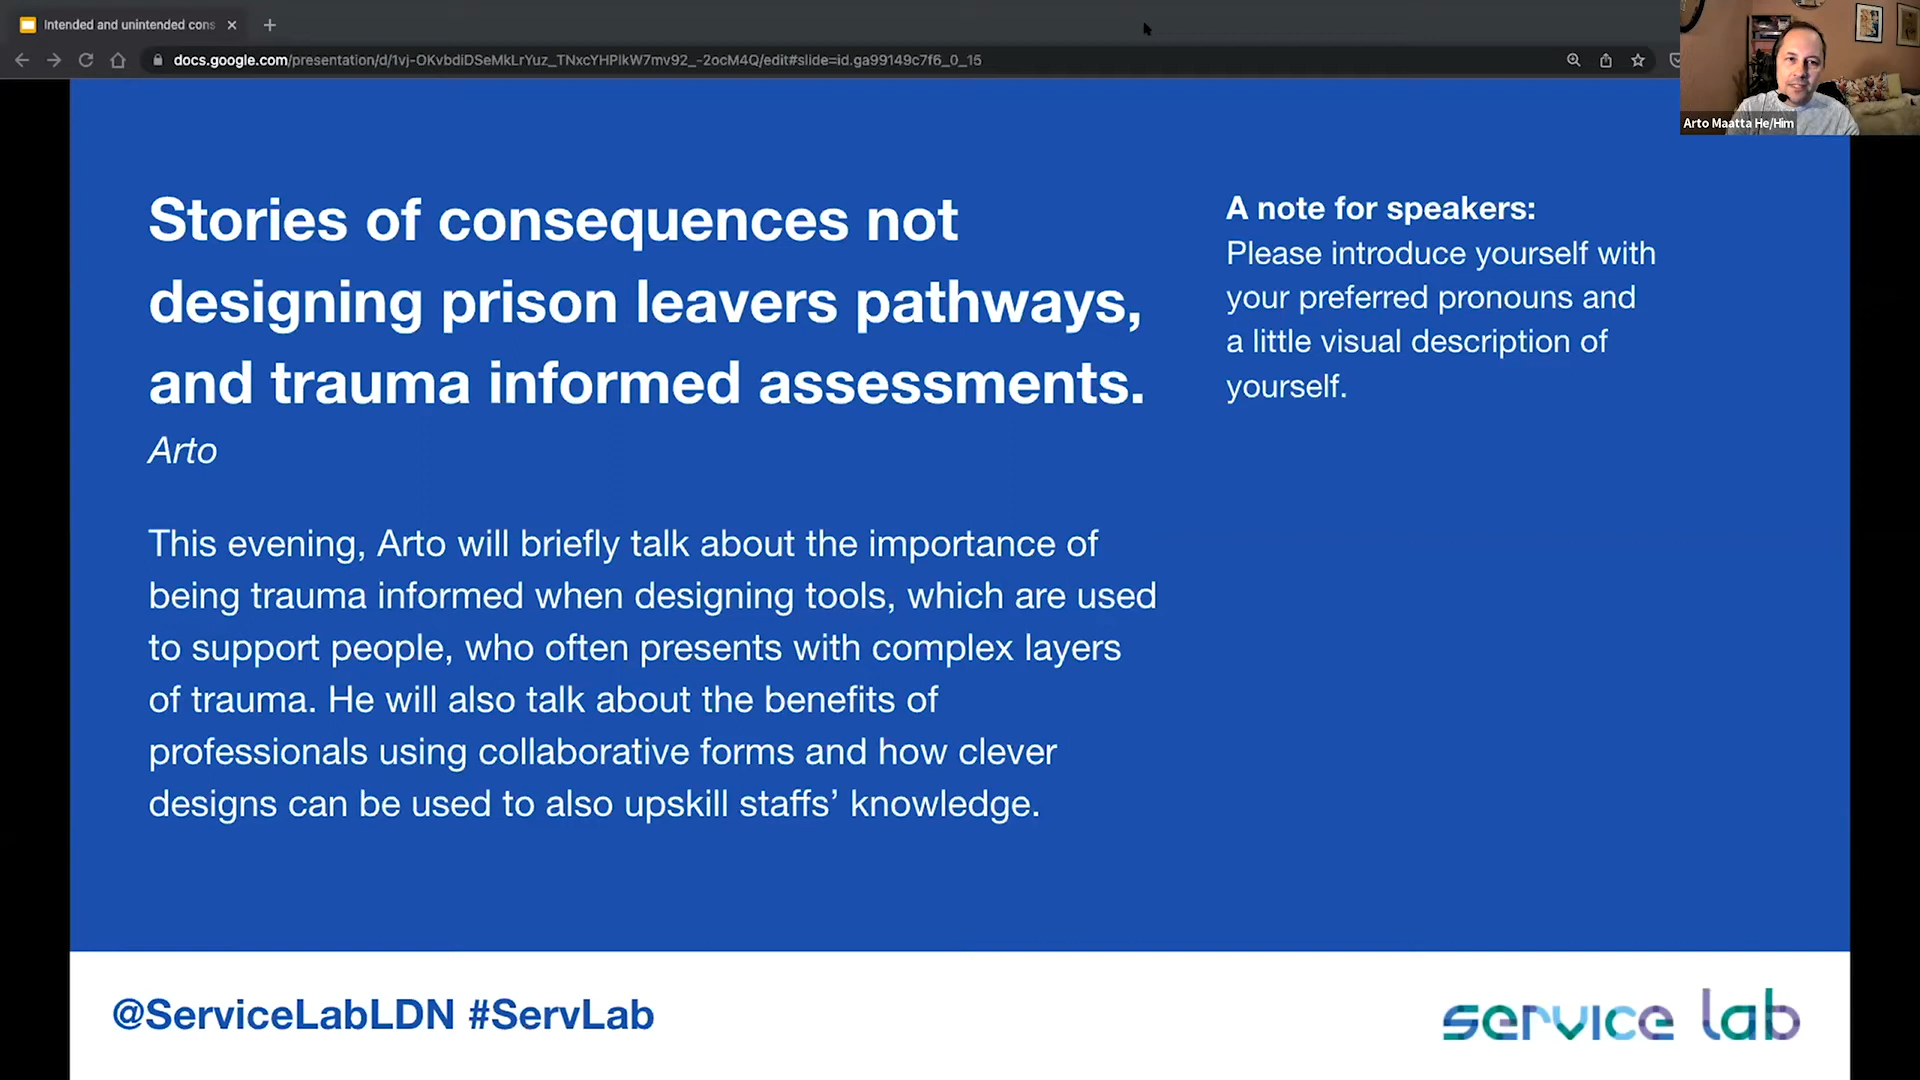 Intended and unintended cons
docs.google.com/presentation/d/1vj-OKvbdiDSeMkLrYuz_TNxcYHPlkW7mv92_-2ocM4Q/edit#slide=id.ga99149c7f6_0_15
Arto Maatta He/Him
Stories of consequences not
designing prison leavers pathways,
and trauma informed assessments.
Arto
This evening, Arto will briefly talk about the importance of
being trauma informed when designing tools, which are used
to support people, who often presents with complex layers
of trauma. He will also talk about the benefits of
professionals using collaborative forms and how clever
designs can be used to also upskill staffs’ knowledge.
A note for speakers:
Please introduce yourself with
your preferred pronouns and
a little visual description of
yourself.
@ServiceLabLDN #ServLab
service lab